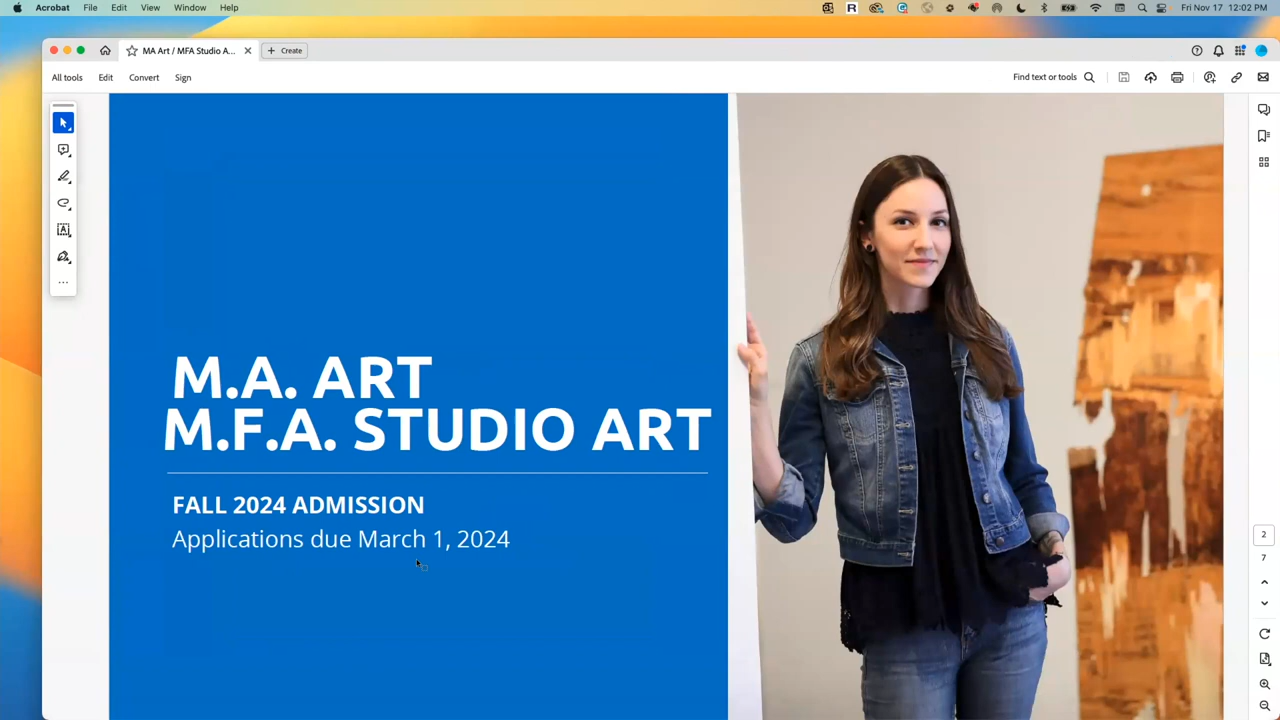 Acrobat File Edit View Window Help
Fri Nov 17 12:02 PM
MA Art / MFA Studio A...
Create
All tools Edit Convert Sign
Find text or tools
M.A. ART
M.F.A. STUDIO ART
FALL 2024 ADMISSION
Applications due March 1, 2024
2
7